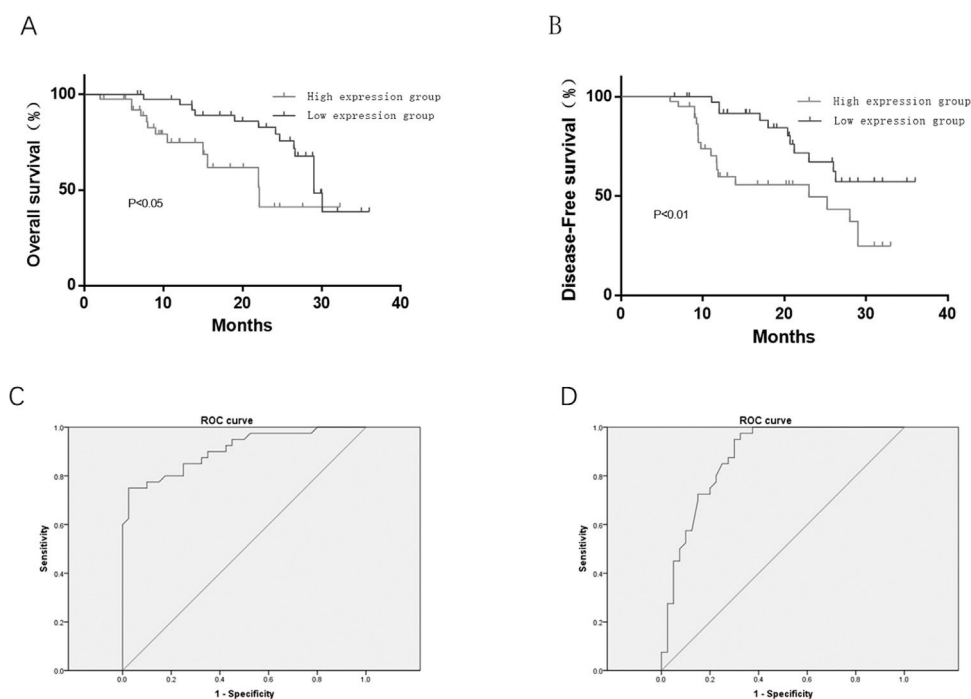 A
Overall survival (%)
100
50
0
0 10 20 30 40
Months
High expression group
Low expression group
P<0.05
B
Disease-Free survival (%)
100
50
0
0 10 20 30 40
Months
High expression group
Low expression group
P<0.01
C
ROC curve
Sensitivity
1.0
0.8
0.6
0.4
0.2
0.0
0.0 0.2 0.4 0.6 0.8 1.0
1 - Specificity
D
ROC curve
Sensitivity
1.0
0.8
0.6
0.4
0.2
0.0
0.0 0.2 0.4 0.6 0.8 1.0
1 - Specificity